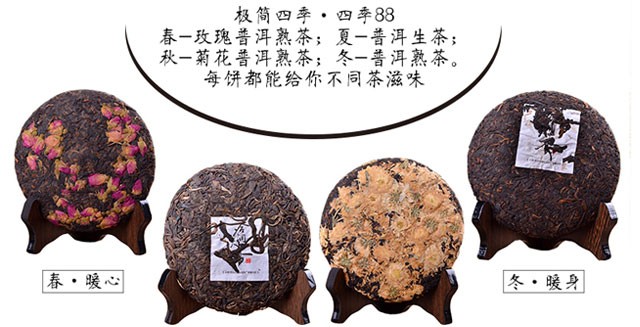 极简四季·四季88
春-玫瑰普洱熟茶；夏-普洱生茶；
秋-菊花普洱熟茶；冬-普洱熟茶。
每饼都能给你不同茶滋味
春·暖心
冬·暖身